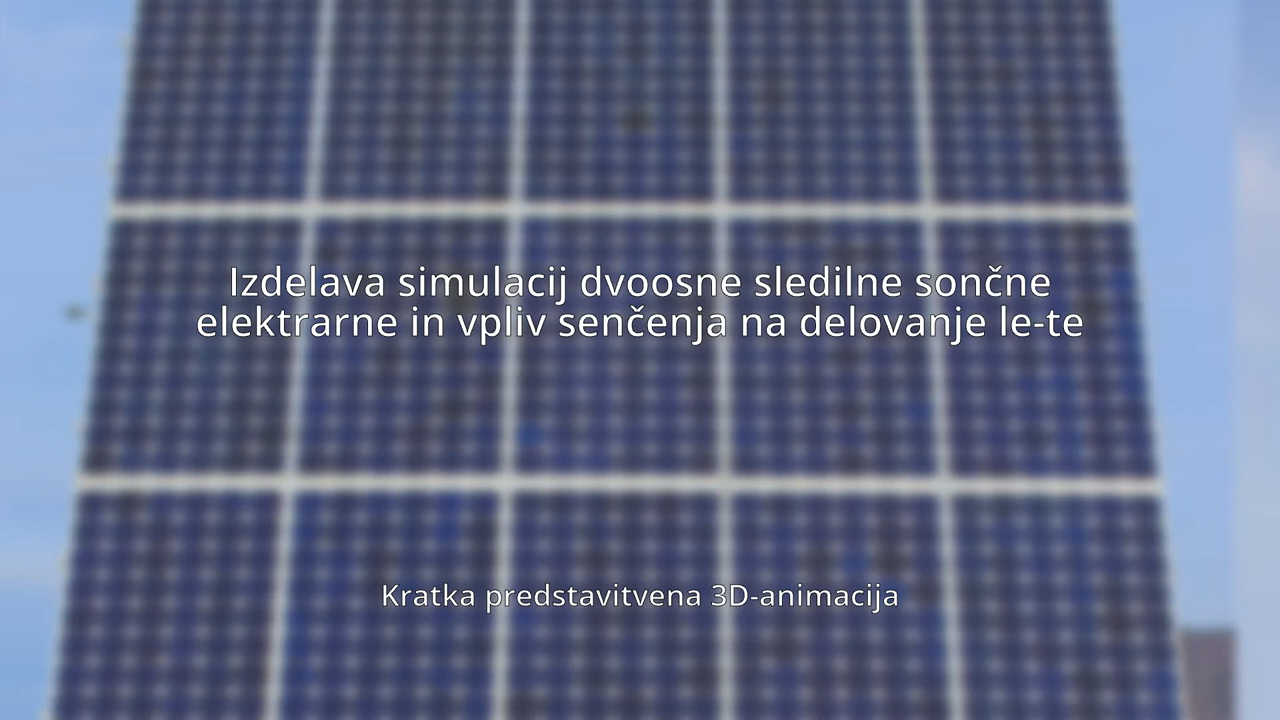 Izdelava simulacij dvoosne sledilne sončne
elektrarne in vpliv senčenja na delovanje le-te
Kratka predstavitvena 3D-animacija